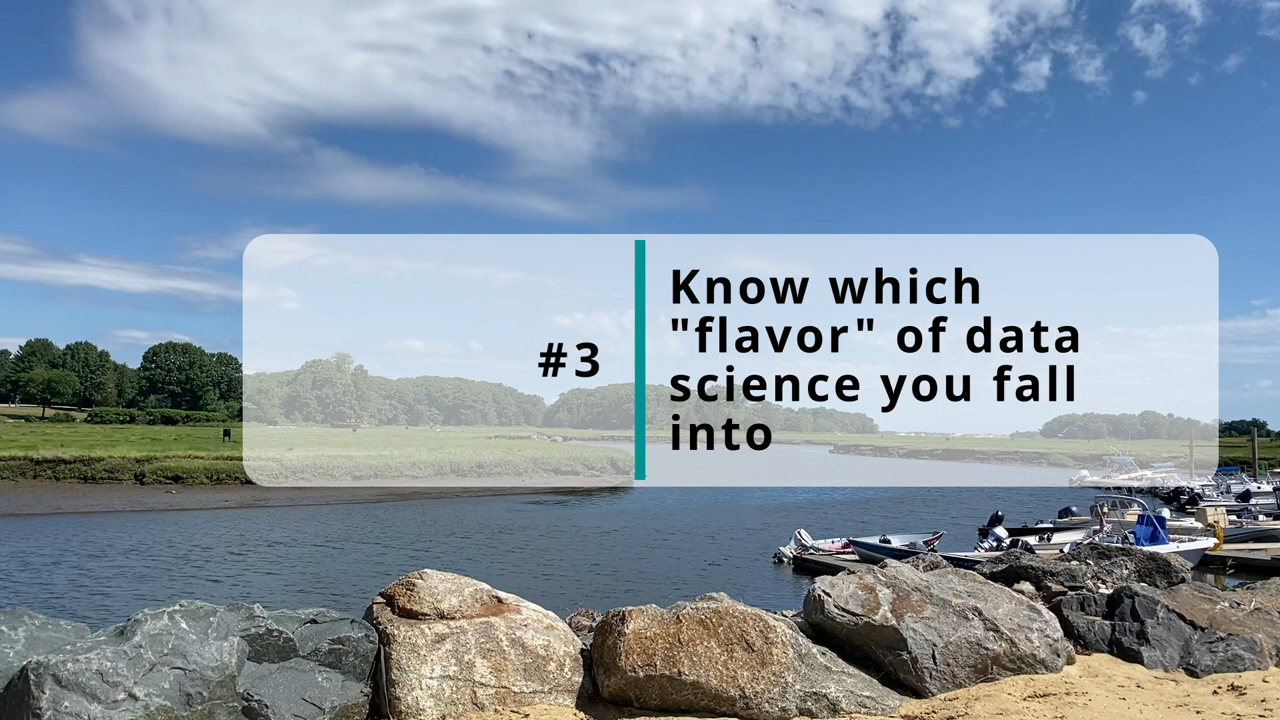 #3
Know which
"flavor" of data
science you fall
into